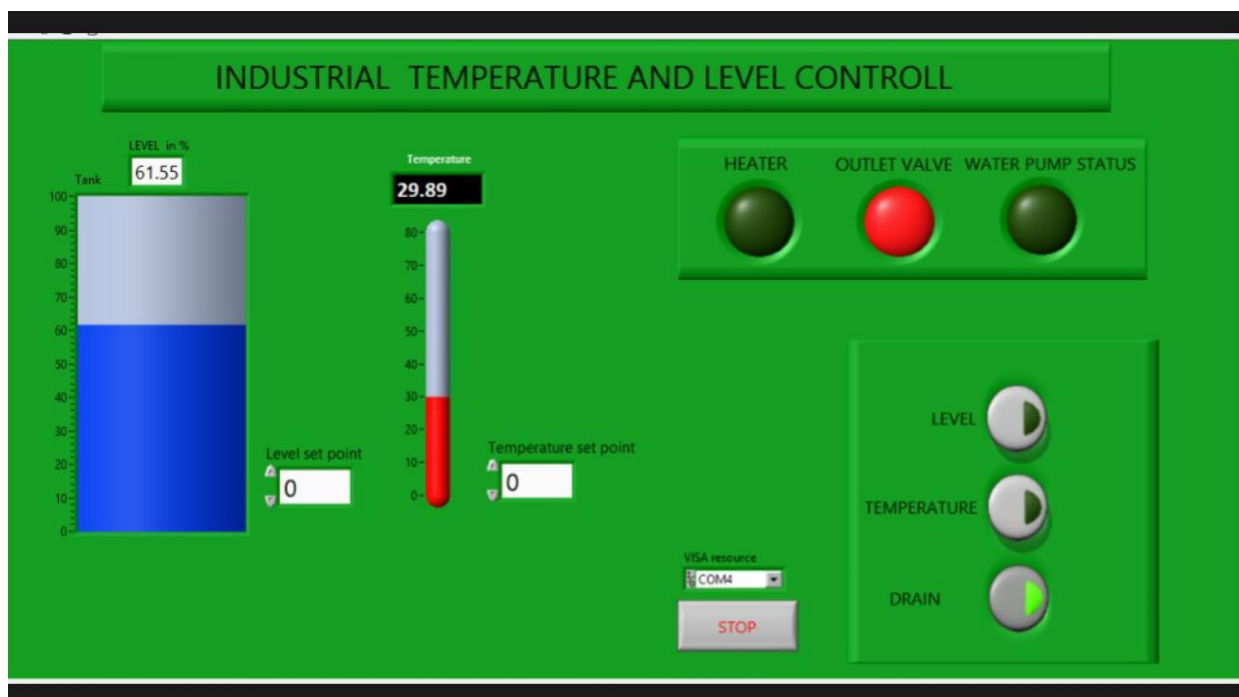 INDUSTRIAL TEMPERATURE AND LEVEL CONTROLL
LEVEL in %
61.55
Tank
100
90
80
70
60
50
40
30
20
10
0
Level set point
0
Temperature
29.89
80
70
60
50
40
30
20
10
0
Temperature set point
0
HEATER OUTLET VALVE WATER PUMP STATUS
LEVEL
TEMPERATURE
DRAIN
VISA resource
COM4
STOP